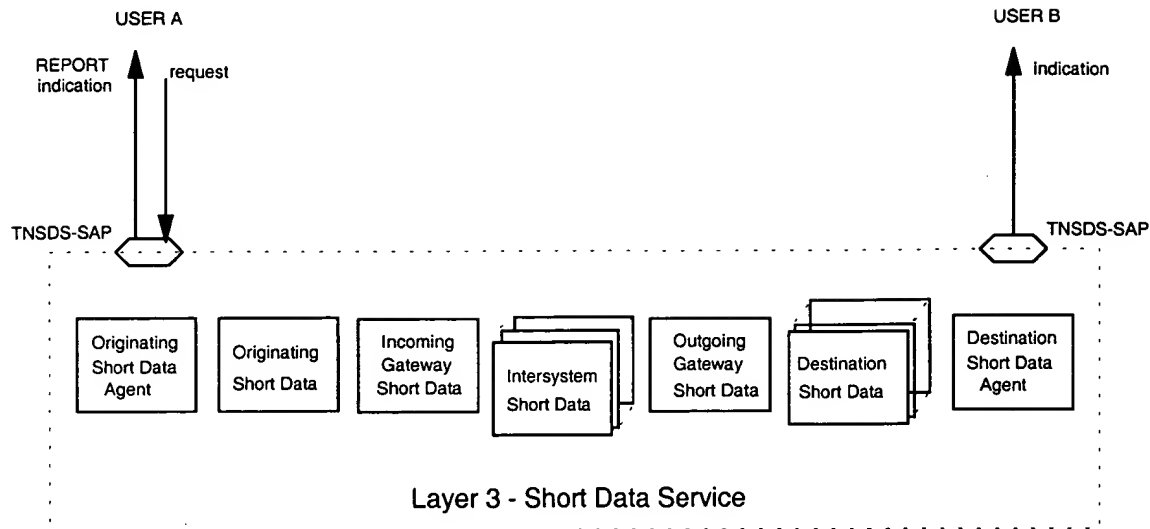 USER A
USER B
REPORT
indication
request
indication
TNSDS-SAP
TNSDS-SAP
Originating
Short Data
Agent
Originating
Short Data
Incoming
Gateway
Short Data
Intersystem
Short Data
Outgoing
Gateway
Short Data
Destination
Short Data
Destination
Short Data
Agent
Layer 3 - Short Data Service